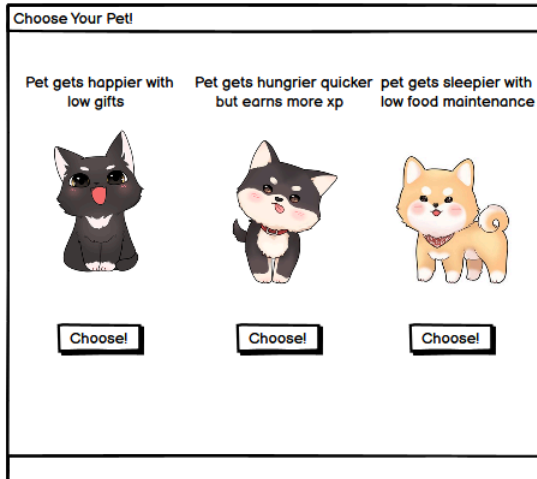 Choose Your Pet!
Pet gets happier with
low gifts
Pet gets hungrier quicker
but earns more xp
pet gets sleepier with
low food maintenance
Choose!
Choose!
Choose!